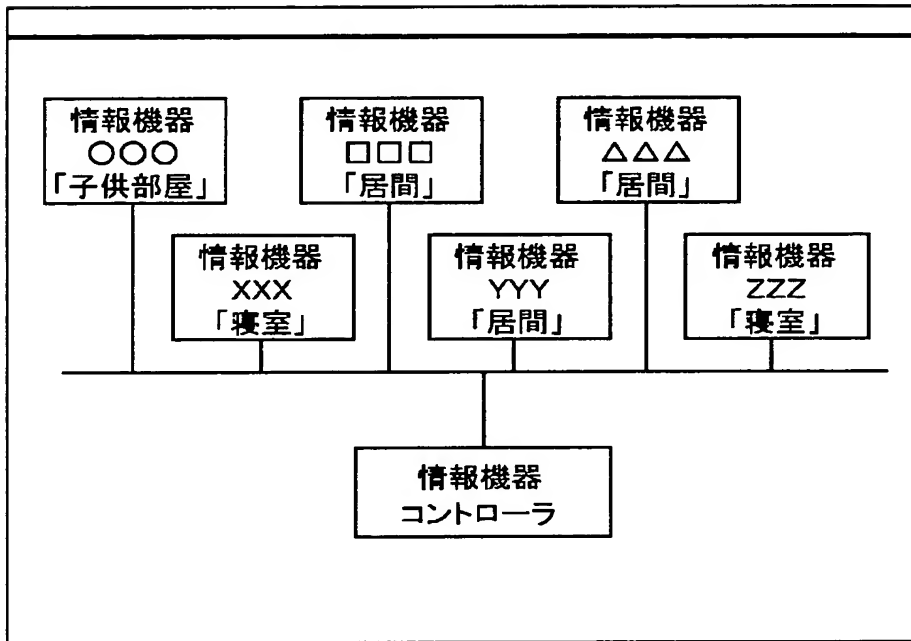 情報機器
○○○
「子供部屋」
情報機器
□□□
「居間」
情報機器
△△△
「居間」
情報機器
XXX
「寝室」
情報機器
YYY
「居間」
情報機器
ZZZ
「寝室」
情報機器
コントローラ